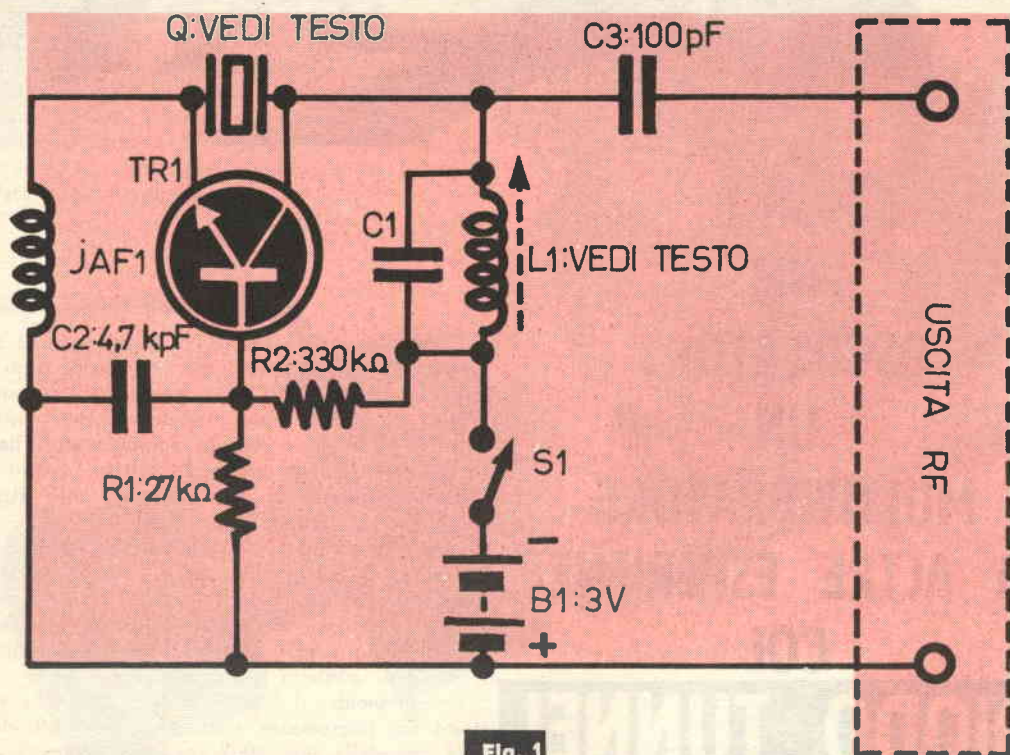 Q:VEDI TESTO
C3:100pF
TR1
JAF1
C1
L1:VEDI TESTO
C2:4,7 kpF
R2:330kΩ
R1:27kΩ
S1
−
B1:3V
+
USCITA RF
Fig. 1